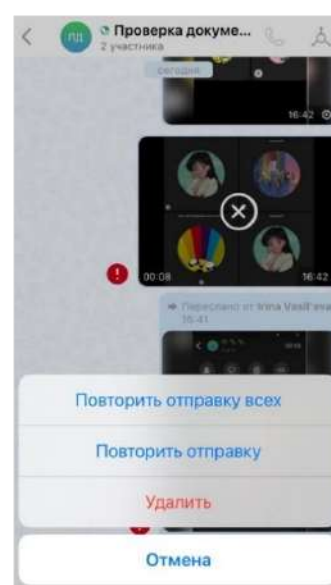 ПД
Проверка докуме...
2 участника
сегодня
16:42
00:08
16:42
Переслано от Irina Vasil'eva
16:41
Повторить отправку всех
Повторить отправку
Удалить
Отмена